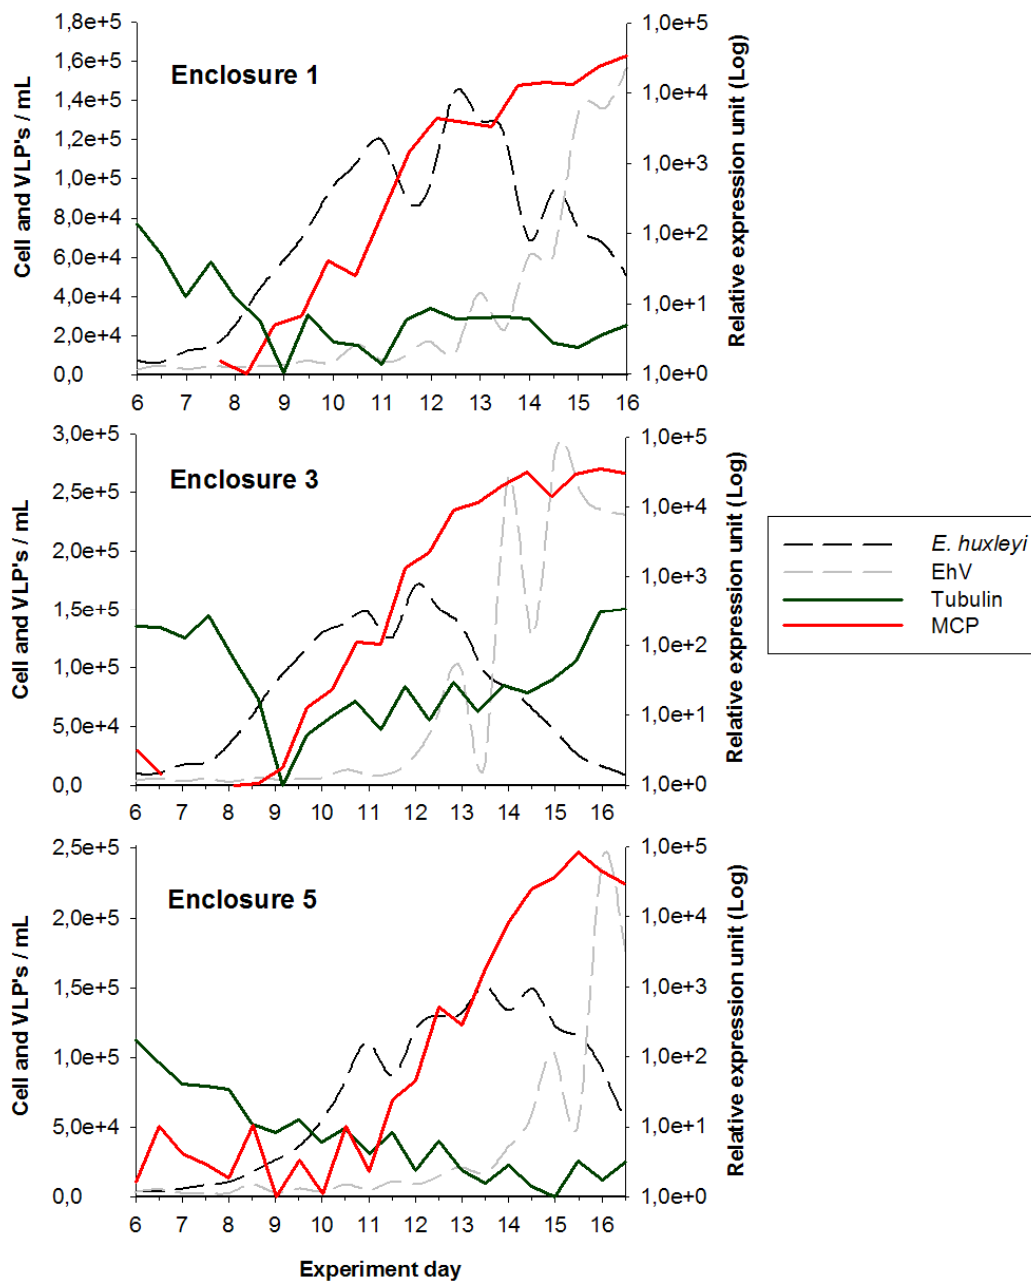 Enclosure 1
Cell and VLP's / mL
1,8e+5
1,6e+5
1,4e+5
1,2e+5
1,0e+5
8,0e+4
6,0e+4
4,0e+4
2,0e+4
0,0
6 7 8 9 10 11 12 13 14 15 16
1,0e+5
1,0e+4
1,0e+3
1,0e+2
1,0e+1
1,0e+0
Relative expression unit (Log)
Enclosure 3
Cell and VLP's / mL
3,0e+5
2,5e+5
2,0e+5
1,5e+5
1,0e+5
5,0e+4
0,0
6 7 8 9 10 11 12 13 14 15 16
1,0e+5
1,0e+4
1,0e+3
1,0e+2
1,0e+1
1,0e+0
Relative expression unit (Log)
E. huxleyi
EhV
Tubulin
MCP
Enclosure 5
Cell and VLP's / mL
2,5e+5
2,0e+5
1,5e+5
1,0e+5
5,0e+4
0,0
6 7 8 9 10 11 12 13 14 15 16
1,0e+5
1,0e+4
1,0e+3
1,0e+2
1,0e+1
1,0e+0
Relative expression unit (Log)
Experiment day